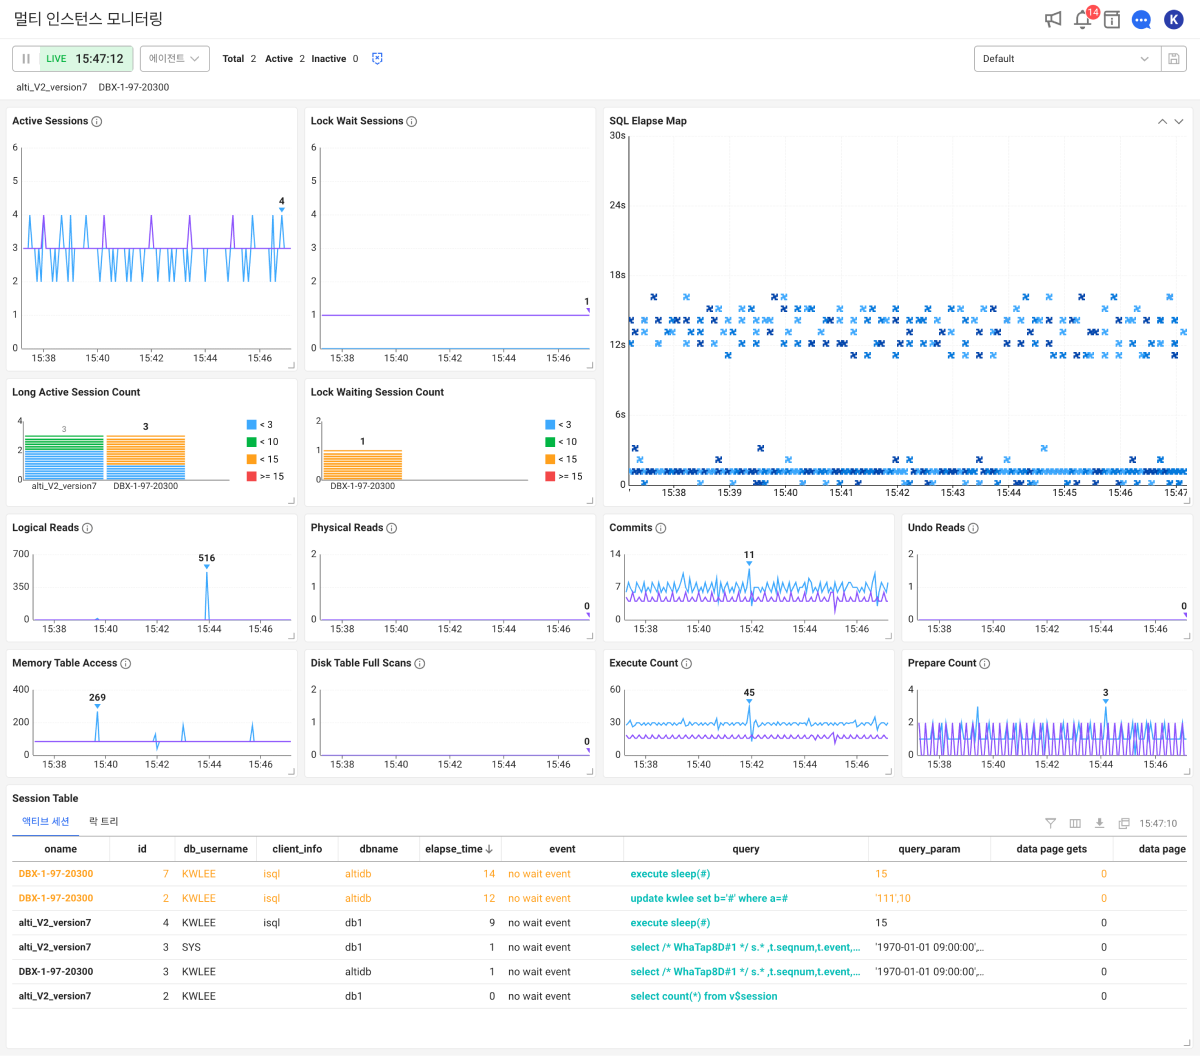 멀티 인스턴스 모니터링
14
K
LIVE 15:47:12 에이전트 Total 2 Active 2 Inactive 0 Default
alti_V2_version7 DBX-1-97-20300
Active Sessions
6
5
4
3
2
1
0
4
15:38 15:40 15:42 15:44 15:46
Lock Wait Sessions
6
5
4
3
2
1
0
1
15:38 15:40 15:42 15:44 15:46
SQL Elapse Map
30s
24s
18s
12s
6s
0
15:38 15:39 15:40 15:41 15:42 15:43 15:44 15:45 15:46 15:47
Long Active Session Count
4
2
0
3 3
alti_V2_version7 DBX-1-97-20300
< 3
< 10
< 15
>= 15
Lock Waiting Session Count
2
1
0
1
DBX-1-97-20300
< 3
< 10
< 15
>= 15
Logical Reads
700
350
0
516
15:38 15:40 15:42 15:44 15:46
Physical Reads
2
1
0
0
15:38 15:40 15:42 15:44 15:46
Commits
14
7
0
11
15:38 15:40 15:42 15:44 15:46
Undo Reads
2
1
0
0
15:38 15:40 15:42 15:44 15:46
Memory Table Access
400
200
0
269
15:38 15:40 15:42 15:44 15:46
Disk Table Full Scans
2
1
0
0
15:38 15:40 15:42 15:44 15:46
Execute Count
60
30
0
45
15:38 15:40 15:42 15:44 15:46
Prepare Count
4
2
0
3
15:38 15:40 15:42 15:44 15:46
Session Table
액티브 세션 락 트리 15:47:10
oname id db_username client_info dbname elapse_time event query query_param data page gets data page
DBX-1-97-20300 7 KWLEE isql altidb 14 no wait event execute sleep(#) 15 0
DBX-1-97-20300 2 KWLEE isql altidb 12 no wait event update kwlee set b='#' where a=# '111',10 0
alti_V2_version7 4 KWLEE isql db1 9 no wait event execute sleep(#) 15 0
alti_V2_version7 3 SYS db1 1 no wait event select /* WhaTap8D#1 */ s.* ,t.seqnum,t.event,... '1970-01-01 09:00:00',... 0
DBX-1-97-20300 3 KWLEE altidb 1 no wait event select /* WhaTap8D#1 */ s.* ,t.seqnum,t.event,... '1970-01-01 09:00:00',... 0
alti_V2_version7 2 KWLEE db1 0 no wait event select count(*) from v$session 0